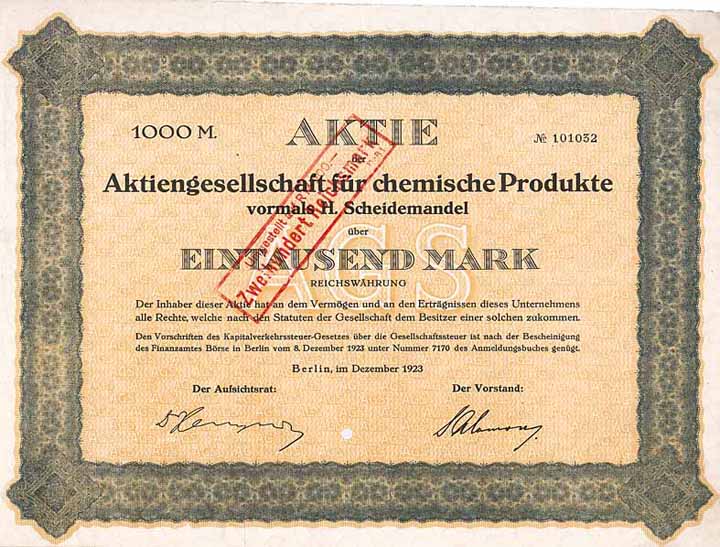 1000 M.
AKTIE
№ 101032
der
Aktiengesellschaft für chemische Produkte
vormals H. Scheidemandel
über
EINTAUSEND MARK
REICHSWÄHRUNG
AGS
Der Inhaber dieser Aktie hat an dem Vermögen und an den Erträgnissen dieses Unternehmens
alle Rechte, welche nach den Statuten der Gesellschaft dem Besitzer einer solchen zukommen.
Den Vorschriften des Kapitalverkehrssteuer-Gesetzes über die Gesellschaftssteuer ist nach der Bescheinigung
des Finanzamtes Börse in Berlin vom 8. Dezember 1923 unter Nummer 7170 des Anmeldungsbuches genügt.
Berlin, im Dezember 1923
Der Aufsichtsrat:
Der Vorstand:
Zweihundert Reichsmark